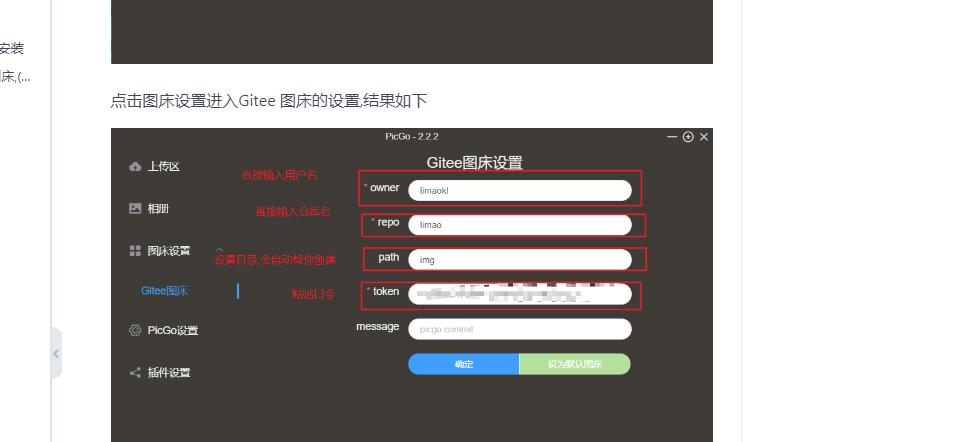 安装
床,(...
点击图床设置进入Gitee 图床的设置,结果如下
PicGo - 2.2.2
Gitee图床设置
上传区
直接输入用户名
* owner
limaokl
相册
直接输入仓库名
* repo
limao
图床设置
设置目录,会自动帮你创建
path
img
Gitee图床
粘贴口令
* token
PicGo设置
message
picgo commit
确定
设为默认图床
插件设置